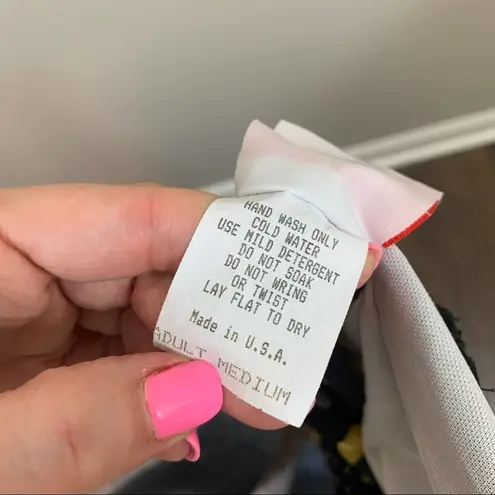 HAND WASH ONLY
COLD WATER
USE MILD DETERGENT
DO NOT SOAK
DO NOT WRING
OR TWIST
LAY FLAT TO DRY
Made in U.S.A.
ADULT MEDIUM